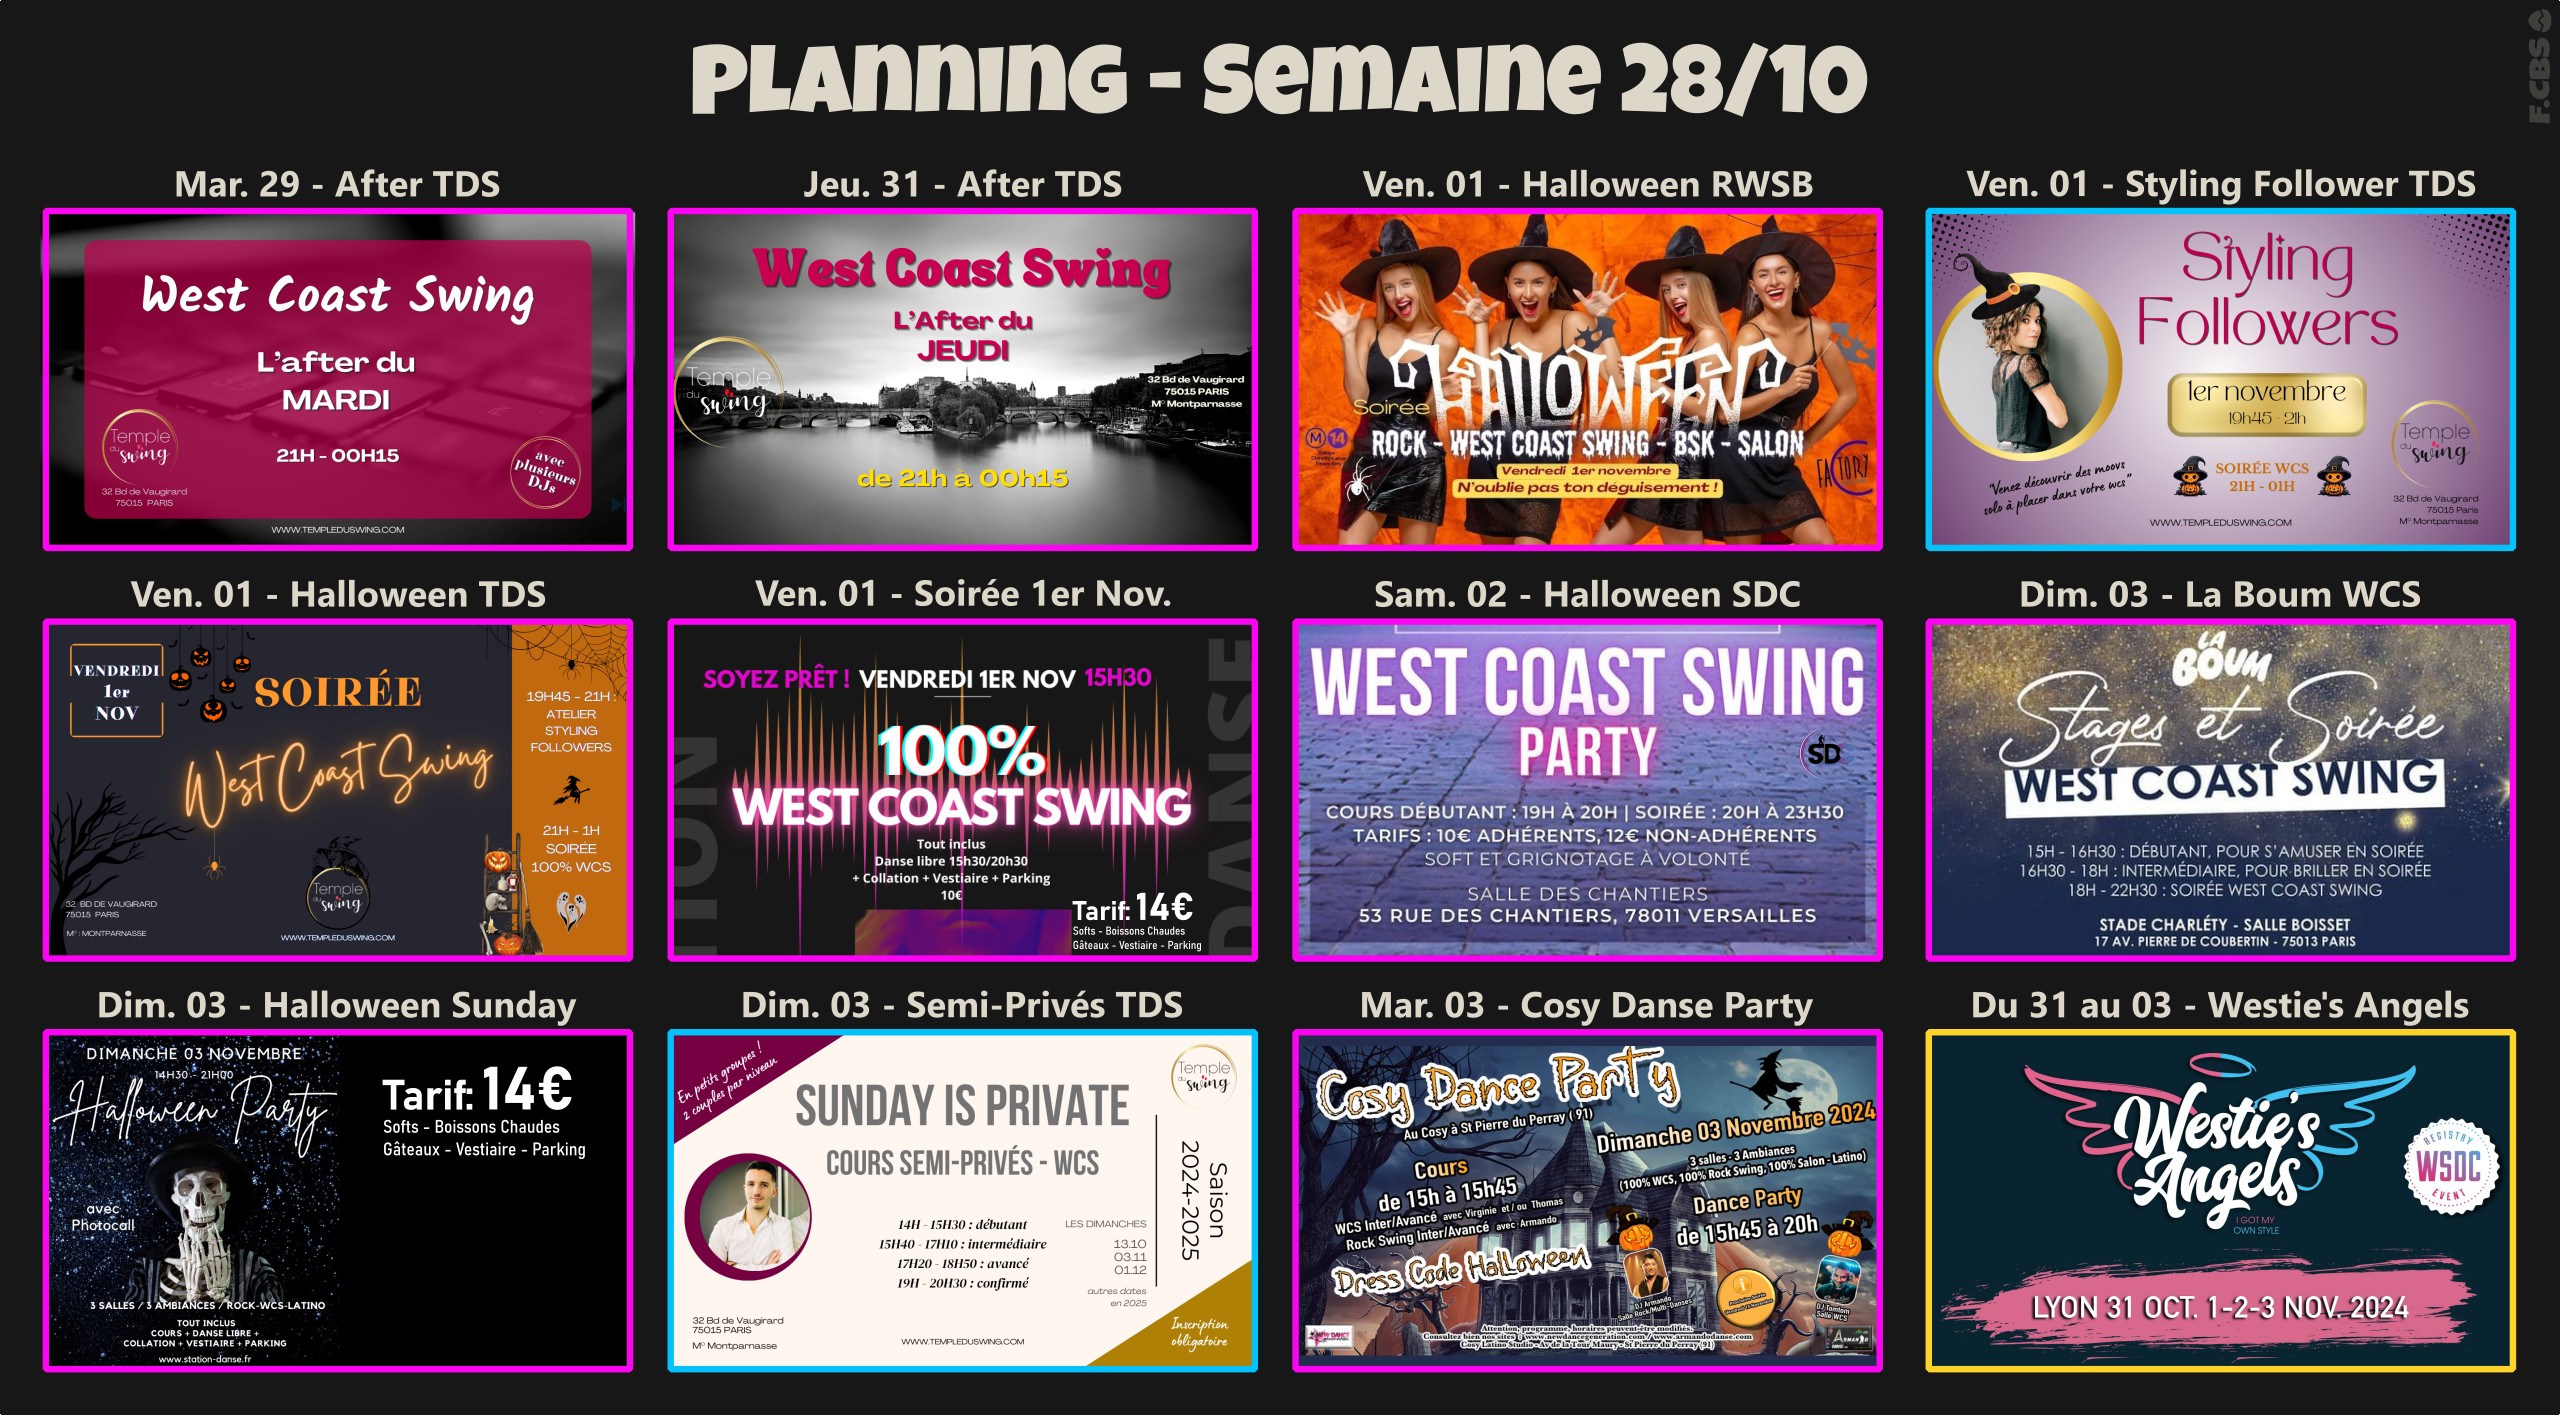 PLANNING - SEMAINE 28/10
F.CBS
Mar. 29 - After TDS
West Coast Swing
L'after du
MARDI
21H - 00H15
Temple
du
swing
32 Bd de Vaugirard
75015 PARIS
avec
plusieurs
DJs
WWW.TEMPLEDUSWING.COM
Jeu. 31 - After TDS
West Coast Swing
L'After du
JEUDI
Temple
du
swing
32 Bd de Vaugirard
75015 PARIS
M° Montparnasse
de 21h à 00h15
Ven. 01 - Halloween RWSB
Soirée
HALLOWEEN
M 14
ROCK - WEST COAST SWING - BSK - SALON
Vendredi 1er novembre
N'oublie pas ton déguisement !
FACTORY
Ven. 01 - Styling Follower TDS
Styling
Followers
1er novembre
19h45 - 21h
"Venez découvrir des moovs
solo à placer dans votre wcs"
SOIRÉE WCS
21H - 01H
Temple
du
swing
32 Bd de Vaugirard
75015 Paris
M° Montparnasse
WWW.TEMPLEDUSWING.COM
Ven. 01 - Halloween TDS
VENDREDI
1er
NOV
SOIRÉE
West Coast Swing
19H45 - 21H :
ATELIER
STYLING
FOLLOWERS
21H - 1H
SOIRÉE
100% WCS
Temple
du
swing
32 BD DE VAUGIRARD
75015 PARIS
M° : MONTPARNASSE
WWW.TEMPLEDUSWING.COM
Ven. 01 - Soirée 1er Nov.
SOYEZ PRÊT ! VENDREDI 1ER NOV 15H30
100%
WEST COAST SWING
Tout inclus
Danse libre 15h30/20h30
+ Collation + Vestiaire + Parking
10€
Tarif: 14€
Softs - Boissons Chaudes
Gâteaux - Vestiaire - Parking
TION
DANSE
Sam. 02 - Halloween SDC
WEST COAST SWING
PARTY
SD
COURS DÉBUTANT : 19H À 20H | SOIRÉE : 20H À 23H30
TARIFS : 10€ ADHÉRENTS, 12€ NON-ADHÉRENTS
SOFT ET GRIGNOTAGE À VOLONTÉ
SALLE DES CHANTIERS
53 RUE DES CHANTIERS, 78011 VERSAILLES
Dim. 03 - La Boum WCS
LA
BOUM
Stages et Soirée
WEST COAST SWING
15H - 16H30 : DÉBUTANT, POUR S'AMUSER EN SOIRÉE
16H30 - 18H : INTERMÉDIAIRE, POUR BRILLER EN SOIRÉE
18H - 22H30 : SOIRÉE WEST COAST SWING
STADE CHARLÉTY - SALLE BOISSET
17 AV. PIERRE DE COUBERTIN - 75013 PARIS
Dim. 03 - Halloween Sunday
DIMANCHE 03 NOVEMBRE
14H30 - 21H00
Halloween Party
avec
Photocall
3 SALLES / 3 AMBIANCES / ROCK-WCS-LATINO
TOUT INCLUS
COURS + DANSE LIBRE +
COLLATION + VESTIAIRE + PARKING
www.station-danse.fr
Tarif: 14€
Softs - Boissons Chaudes
Gâteaux - Vestiaire - Parking
Dim. 03 - Semi-Privés TDS
En petits groupes !
2 couples par niveau
SUNDAY IS PRIVATE
COURS SEMI-PRIVÉS - WCS
Temple
du
swing
Saison
2024-2025
14H - 15H30 : débutant
15H40 - 17H10 : intermédiaire
17H20 - 18H50 : avancé
19H - 20H30 : confirmé
LES DIMANCHES
13.10
03.11
01.12
autres dates
en 2025
32 Bd de Vaugirard
75015 PARIS
M° Montparnasse
WWW.TEMPLEDUSWING.COM
Inscription
obligatoire
Mar. 03 - Cosy Danse Party
Cosy Dance Party
Au Cosy à St Pierre du Perray (91)
Dimanche 03 Novembre 2024
3 salles - 3 Ambiances
(100% WCS, 100% Rock Swing, 100% Salon - Latino)
Cours
de 15h à 15h45
WCS Inter/Avancé avec Virginie et / ou Thomas
Rock Swing Inter/Avancé avec Armando
Dance Party
de 15h45 à 20h
Dress Code Halloween
DJ Armando
Salle Rock/Multi-Danses
DJ Tomtom
Salle WCS
Attention, programme, horaires peuvent-être modifiés.
Consultez bien nos sites : www.newdancegeneration.com / www.armandodanse.com
Cosy Latino Studio - Av de la Tour Maury - St Pierre du Perray (91)
Du 31 au 03 - Westie's Angels
Westie's
Angels
I GOT MY
OWN STYLE
REGISTRY
WSDC
EVENT
LYON 31 OCT. 1-2-3 NOV. 2024